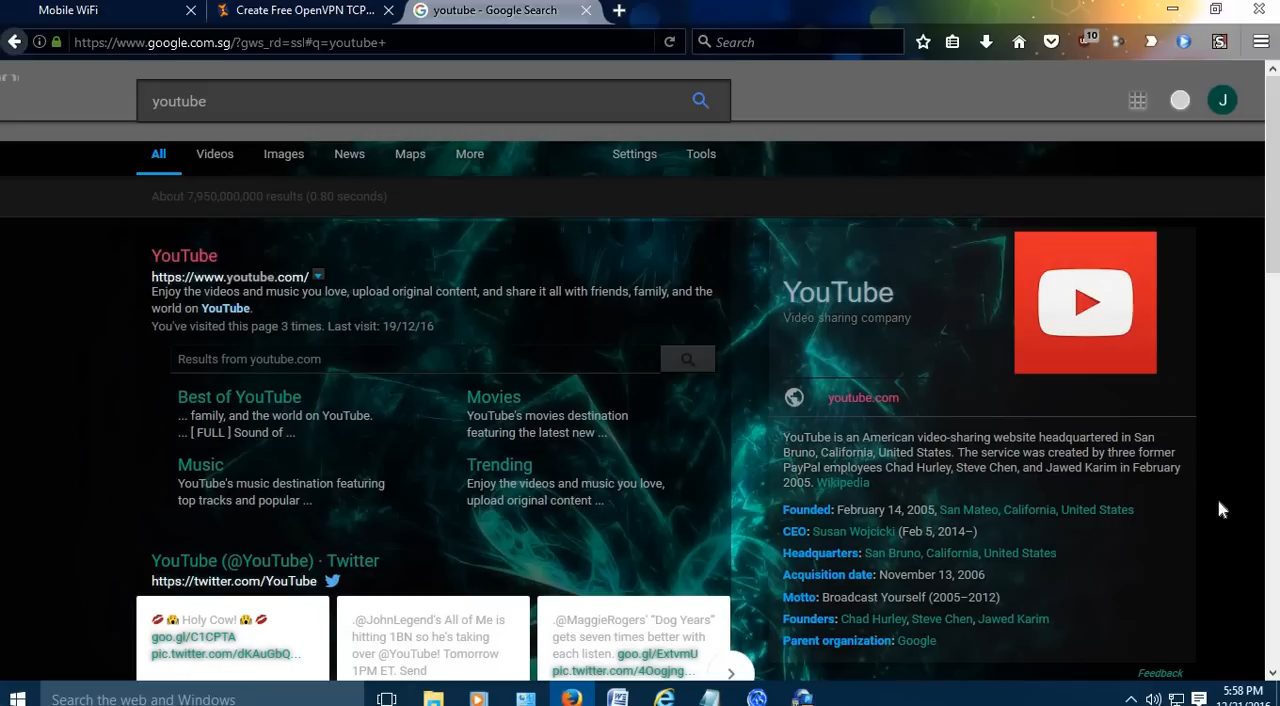 Mobile WiFi
Create Free OpenVPN TCP...
youtube - Google Search
https://www.google.com.sg/?gws_rd=ssl#q=youtube+
Search
10
youtube
J
All Videos Images News Maps More Settings Tools
About 7,950,000,000 results (0.80 seconds)
YouTube
https://www.youtube.com/
Enjoy the videos and music you love, upload original content, and share it all with friends, family, and the
world on YouTube.
You've visited this page 3 times. Last visit: 19/12/16
Results from youtube.com
Best of YouTube
... family, and the world on YouTube.
... [ FULL ] Sound of ...
Movies
YouTube's movies destination
featuring the latest new ...
Music
YouTube's music destination featuring
top tracks and popular ...
Trending
Enjoy the videos and music you love,
upload original content ...
YouTube (@YouTube) · Twitter
https://twitter.com/YouTube
Holy Cow!
goo.gl/C1CPTA
pic.twitter.com/dKAuGbQ...
.@JohnLegend's All of Me is
hitting 1BN so he's taking
over @YouTube! Tomorrow
1PM ET. Send
.@MaggieRogers' "Dog Years"
gets seven times better with
each listen. goo.gl/ExtvmU
pic.twitter.com/4Oogjng...
YouTube
Video sharing company
youtube.com
YouTube is an American video-sharing website headquartered in San
Bruno, California, United States. The service was created by three former
PayPal employees Chad Hurley, Steve Chen, and Jawed Karim in February
2005. Wikipedia
Founded: February 14, 2005, San Mateo, California, United States
CEO: Susan Wojcicki (Feb 5, 2014–)
Headquarters: San Bruno, California, United States
Acquisition date: November 13, 2006
Motto: Broadcast Yourself (2005–2012)
Founders: Chad Hurley, Steve Chen, Jawed Karim
Parent organization: Google
Feedback
Search the web and Windows
5:58 PM
12/21/2016